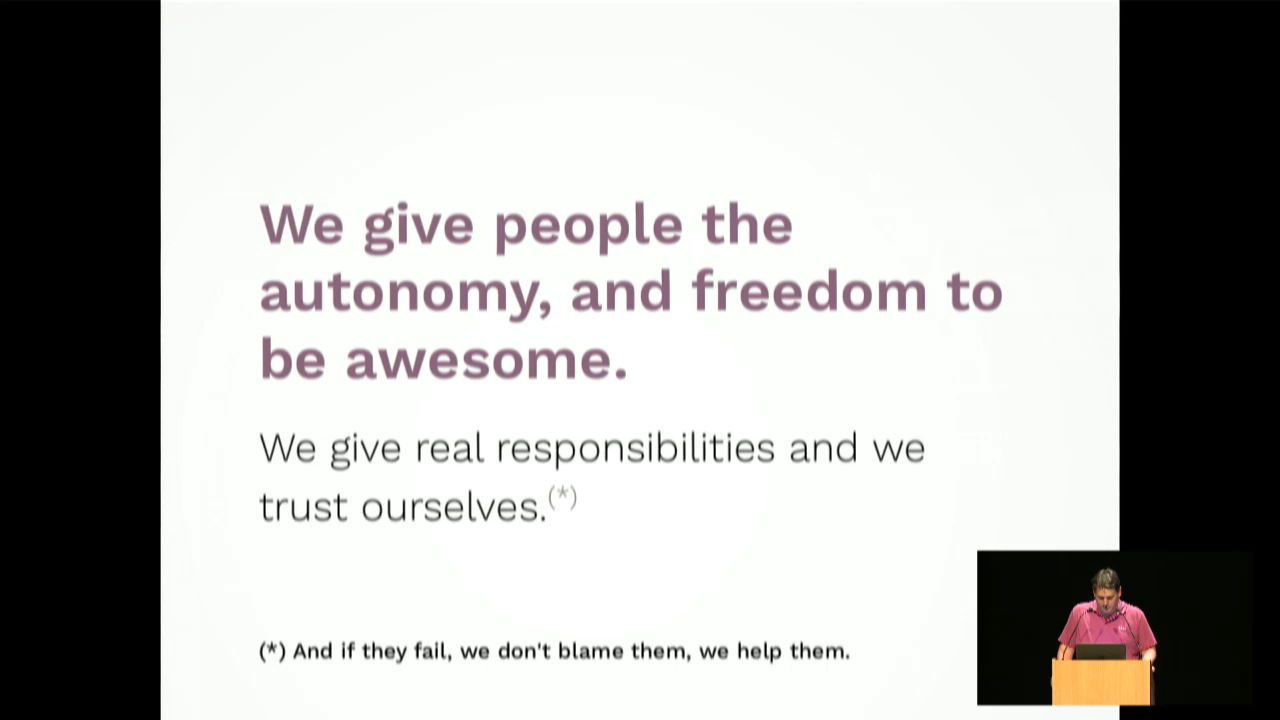 We give people the
autonomy, and freedom to
be awesome.
We give real responsibilities and we
trust ourselves.(*)
(*) And if they fail, we don't blame them, we help them.